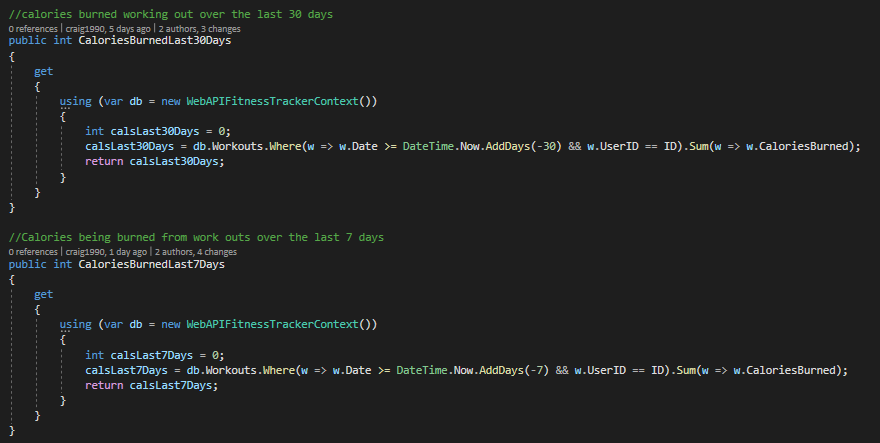 //calories burned working out over the last 30 days
0 references | craig1990, 5 days ago | 2 authors, 3 changes
public int CaloriesBurnedLast30Days
{
get
{
using (var db = new WebAPIFitnessTrackerContext())
{
int calsLast30Days = 0;
calsLast30Days = db.Workouts.Where(w => w.Date >= DateTime.Now.AddDays(-30) && w.UserID == ID).Sum(w => w.CaloriesBurned);
return calsLast30Days;
}
}
}
//Calories being burned from work outs over the last 7 days
0 references | craig1990, 1 day ago | 2 authors, 4 changes
public int CaloriesBurnedLast7Days
{
get
{
using (var db = new WebAPIFitnessTrackerContext())
{
int calsLast7Days = 0;
calsLast7Days = db.Workouts.Where(w => w.Date >= DateTime.Now.AddDays(-7) && w.UserID == ID).Sum(w => w.CaloriesBurned);
return calsLast7Days;
}
}
}